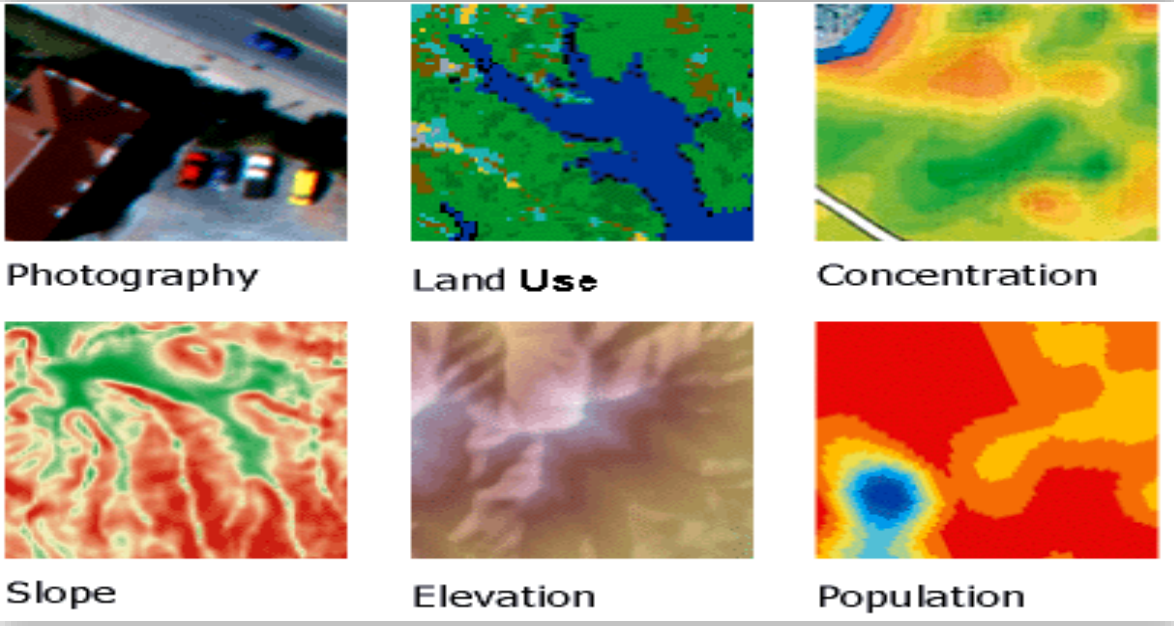 Photography
Land Use
Concentration
Slope
Elevation
Population